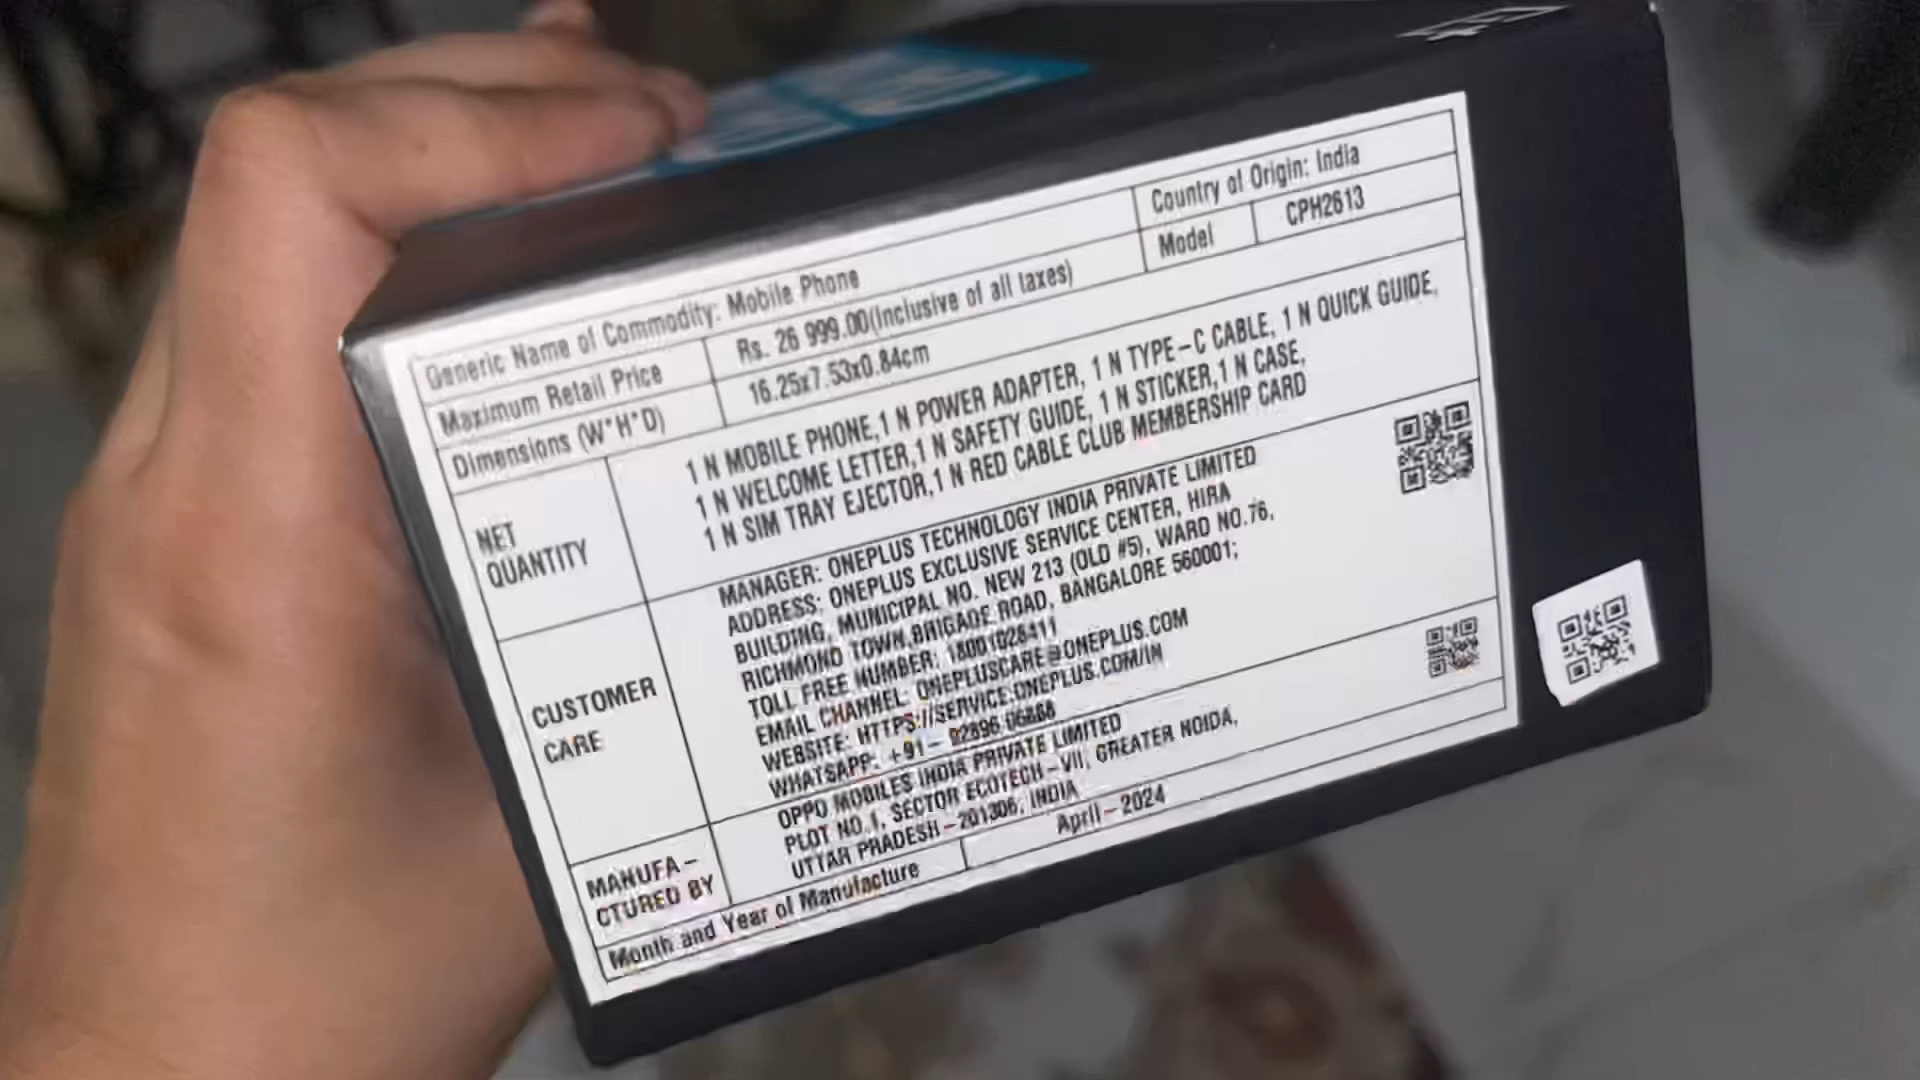 Generic Name of Commodity: Mobile Phone
Country of Origin: India
Maximum Retail Price
Rs. 26 999.00(Inclusive of all taxes)
Model
CPH2613
Dimensions (W*H*D)
16.25x7.53x0.84cm
NET
QUANTITY
1 N MOBILE PHONE,1 N POWER ADAPTER, 1 N TYPE-C CABLE, 1 N QUICK GUIDE,
1 N WELCOME LETTER,1 N SAFETY GUIDE, 1 N STICKER,1 N CASE,
1 N SIM TRAY EJECTOR,1 N RED CABLE CLUB MEMBERSHIP CARD
CUSTOMER
CARE
MANAGER: ONEPLUS TECHNOLOGY INDIA PRIVATE LIMITED
ADDRESS: ONEPLUS EXCLUSIVE SERVICE CENTER, HIRA
BUILDING, MUNICIPAL NO. NEW 213 (OLD #5), WARD NO.76,
RICHMOND TOWN,BRIGADE ROAD, BANGALORE 560001;
TOLL FREE NUMBER: 18001028411
EMAIL CHANNEL: ONEPLUSCARE@ONEPLUS.COM
WEBSITE: HTTPS://SERVICE.ONEPLUS.COM/IN
WHATSAPP: +91-
MANUFA-
CTURED BY
OPPO MOBILES INDIA PRIVATE LIMITED
PLOT NO.1, SECTOR ECOTECH-VII, GREATER NOIDA,
UTTAR PRADESH-201306, INDIA
Month and Year of Manufacture
April-2024